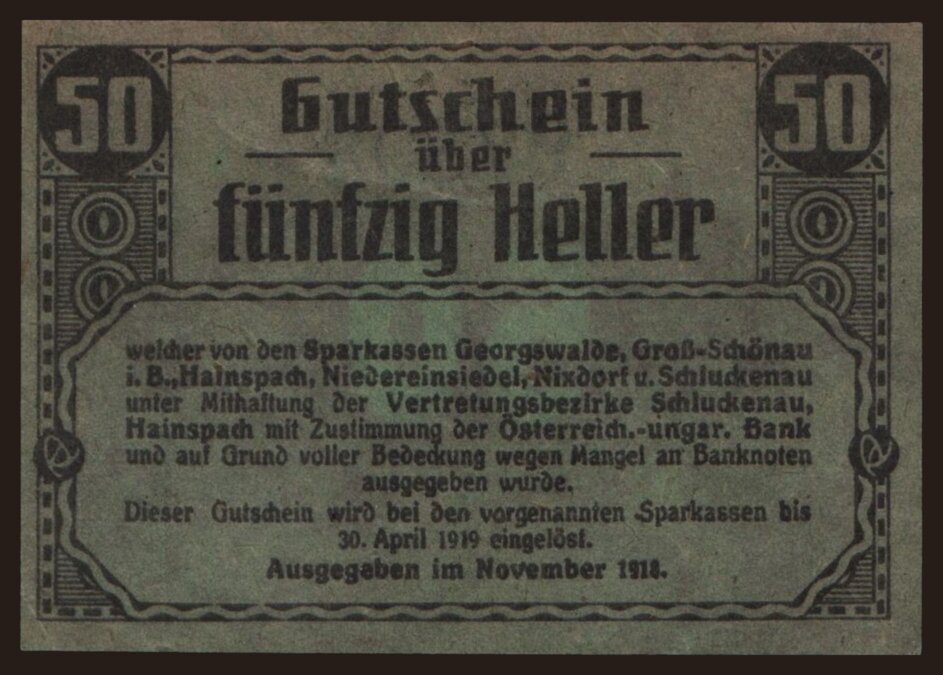 50 Gutschein 50
über
fünfzig Heller
welcher von den Sparkassen Georgswalde, Groß-Schönau
i. B., Hainspach, Niedereinsiedel, Nixdorf u. Schluckenau
unter Mithaftung der Vertretungsbezirke Schluckenau,
Hainspach mit Zustimmung der Österreich.-ungar. Bank
und auf Grund voller Bedeckung wegen Mangel an Banknoten
ausgegeben wurde.
Dieser Gutschein wird bei den vorgenannten Sparkassen bis
30. April 1919 eingelöst.
Ausgegeben im November 1918.